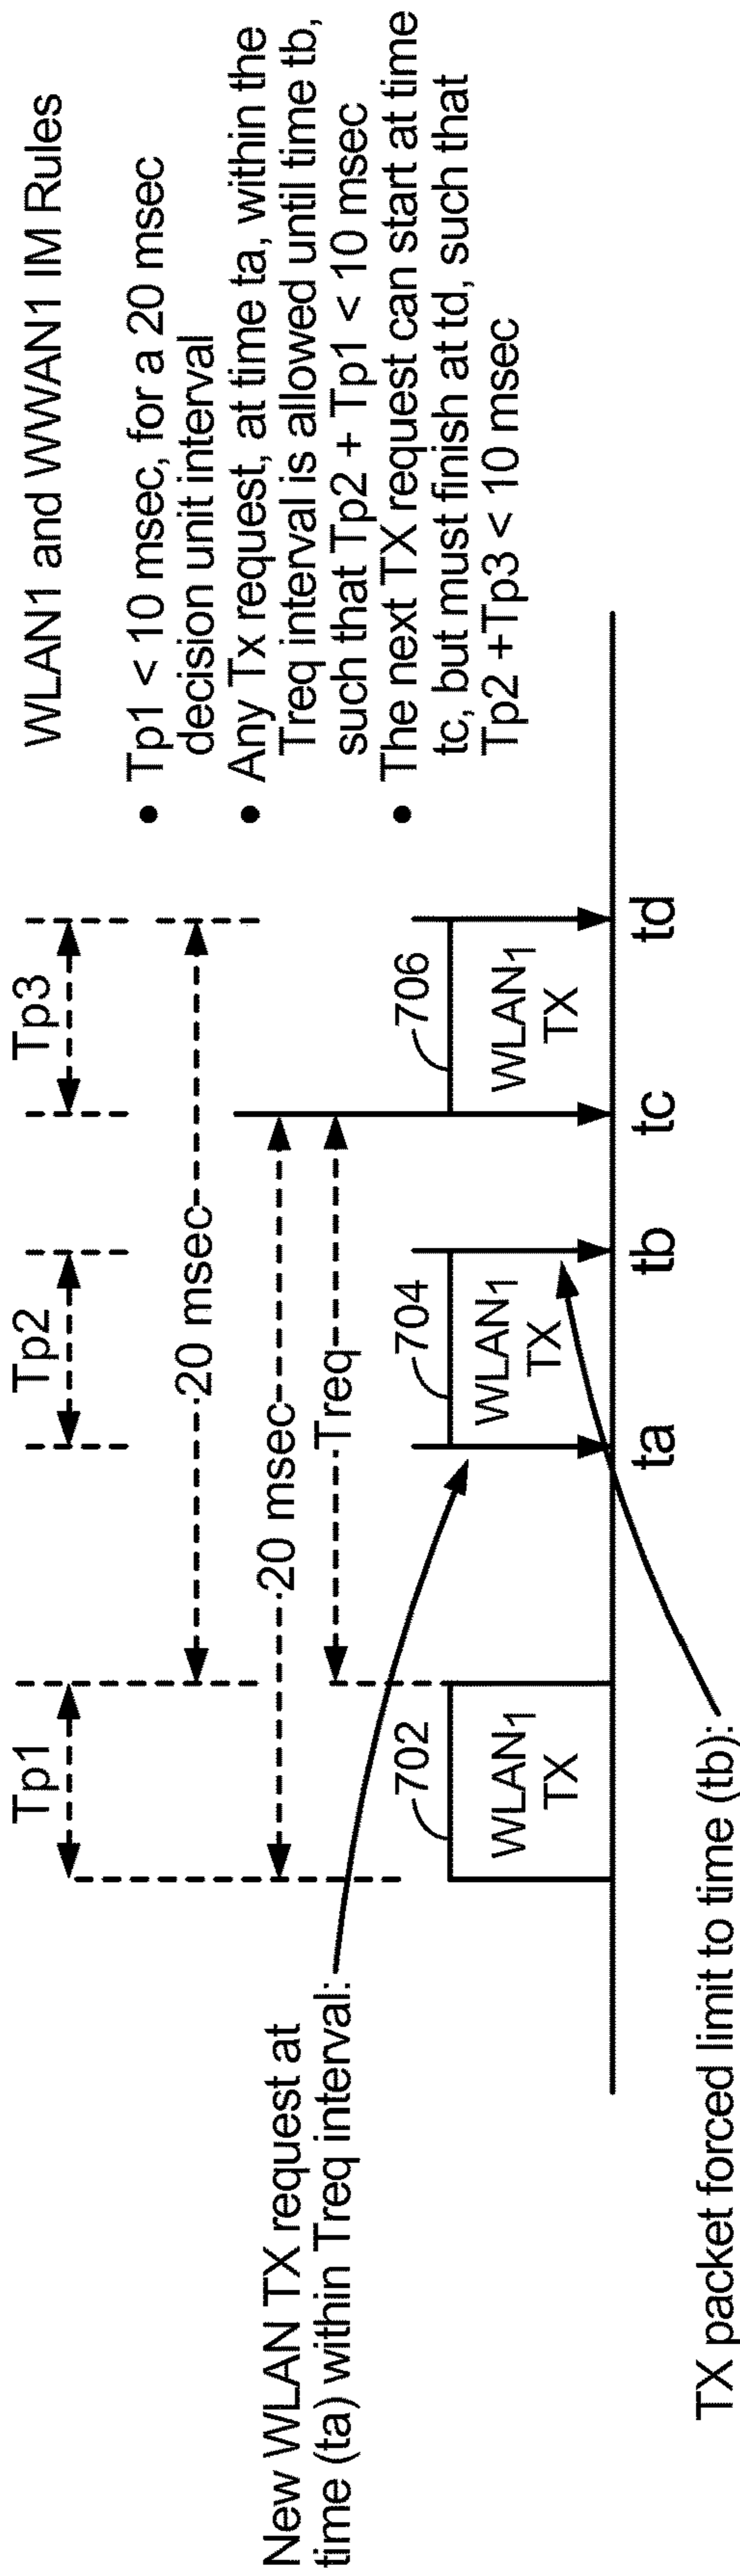 WLAN1 and WWAN1 IM Rules
• Tp1 < 10 msec, for a 20 msec
decision unit interval
• Any Tx request, at time ta, within the
Treq interval is allowed until time tb,
such that Tp2 + Tp1 < 10 msec
• The next TX request can start at time
tc, but must finish at td, such that
Tp2 +Tp3 < 10 msec
Tp1
Tp2
Tp3
20 msec
20 msec
Treq
New WLAN TX request at
time (ta) within Treq interval:
702
WLAN1
TX
704
WLAN1
TX
706
WLAN1
TX
ta
tb
tc
td
TX packet forced limit to time (tb):